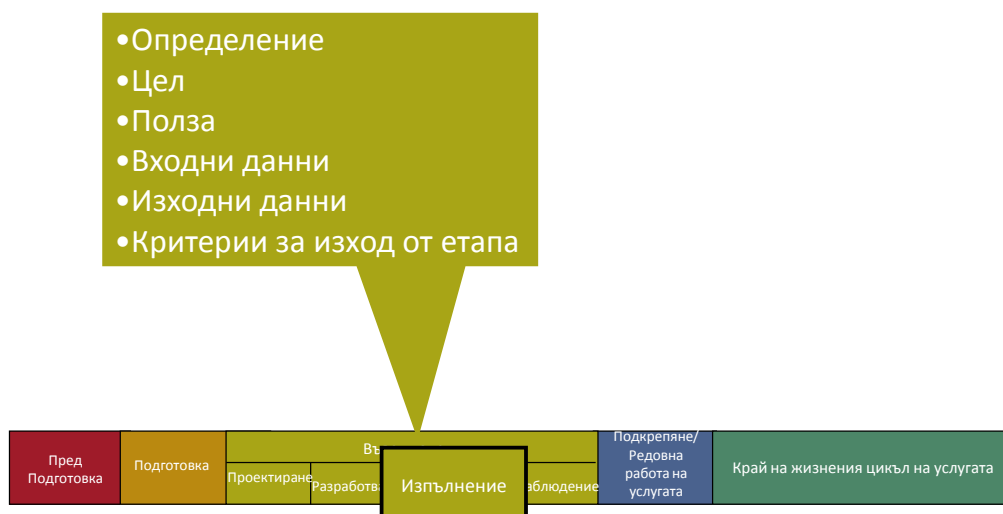 •Определение
•Цел
•Полза
•Входни данни
•Изходни данни
•Критерии за изход от етапа
Пред
Подготовка
Подготовка
Проектиране
Изпълнение
Подкрепяне/
Редовна
работа на
услугата
Край на жизнения цикъл на услугата